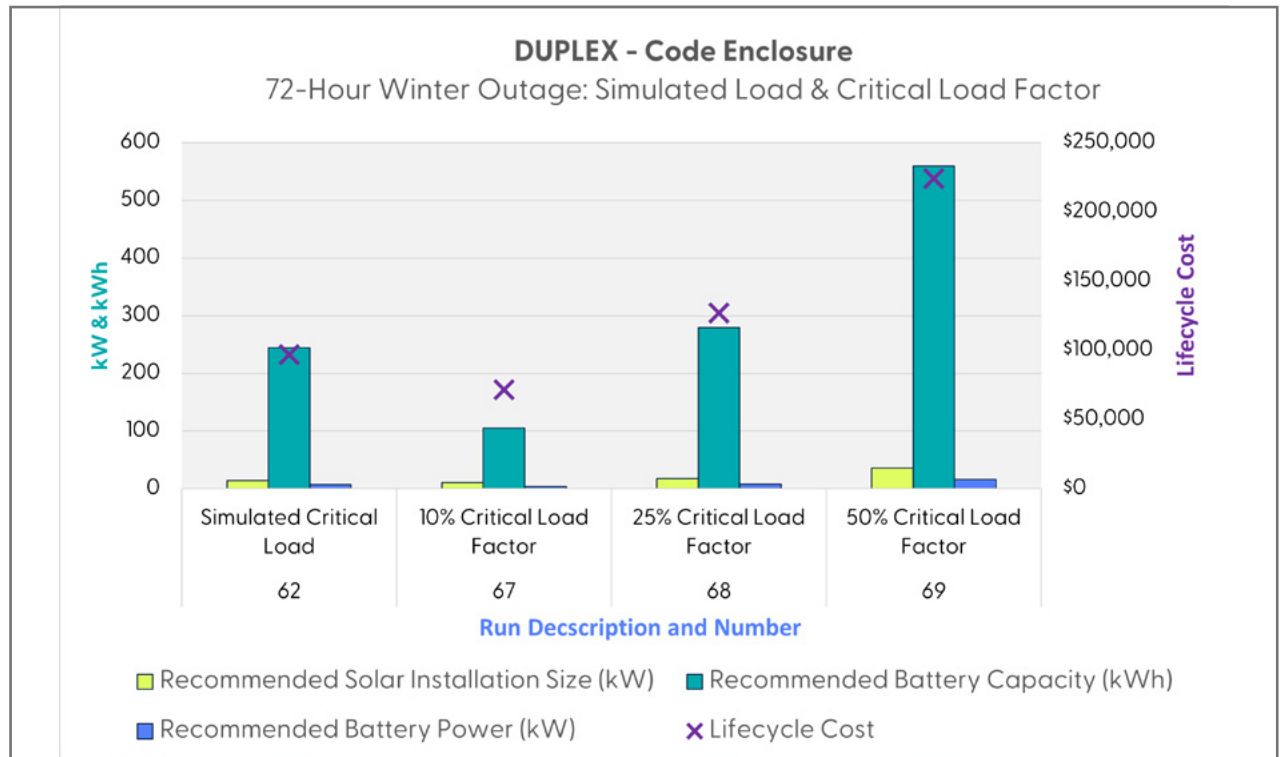 DUPLEX - Code Enclosure
72-Hour Winter Outage: Simulated Load & Critical Load Factor
600
500
400
300
200
100
0
kW & kWh
$250,000
$200,000
$150,000
$100,000
$50,000
$0
Lifecycle Cost
Simulated Critical
Load
62
10% Critical Load
Factor
67
25% Critical Load
Factor
68
50% Critical Load
Factor
69
Run Decscription and Number
Recommended Solar Installation Size (kW)
Recommended Battery Capacity (kWh)
Recommended Battery Power (kW)
Lifecycle Cost